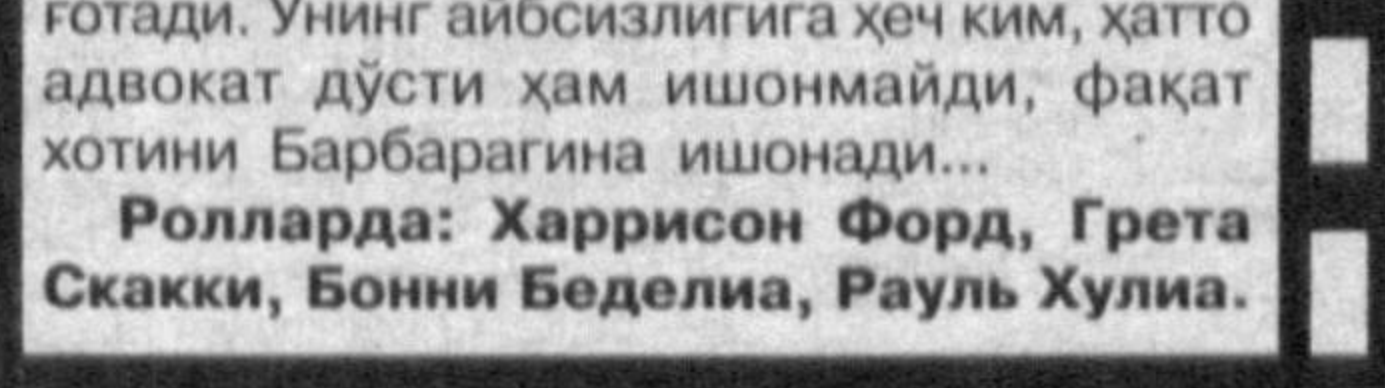 ғотади. Унинг айбсизлигига ҳеч ким, ҳатто
адвокат дўсти ҳам ишонмайди, фақат
хотини Барбарагина ишонади...
Ролларда: Харрисон Форд, Грета
Скакки, Бонни Беделиа, Рауль Хулиа.